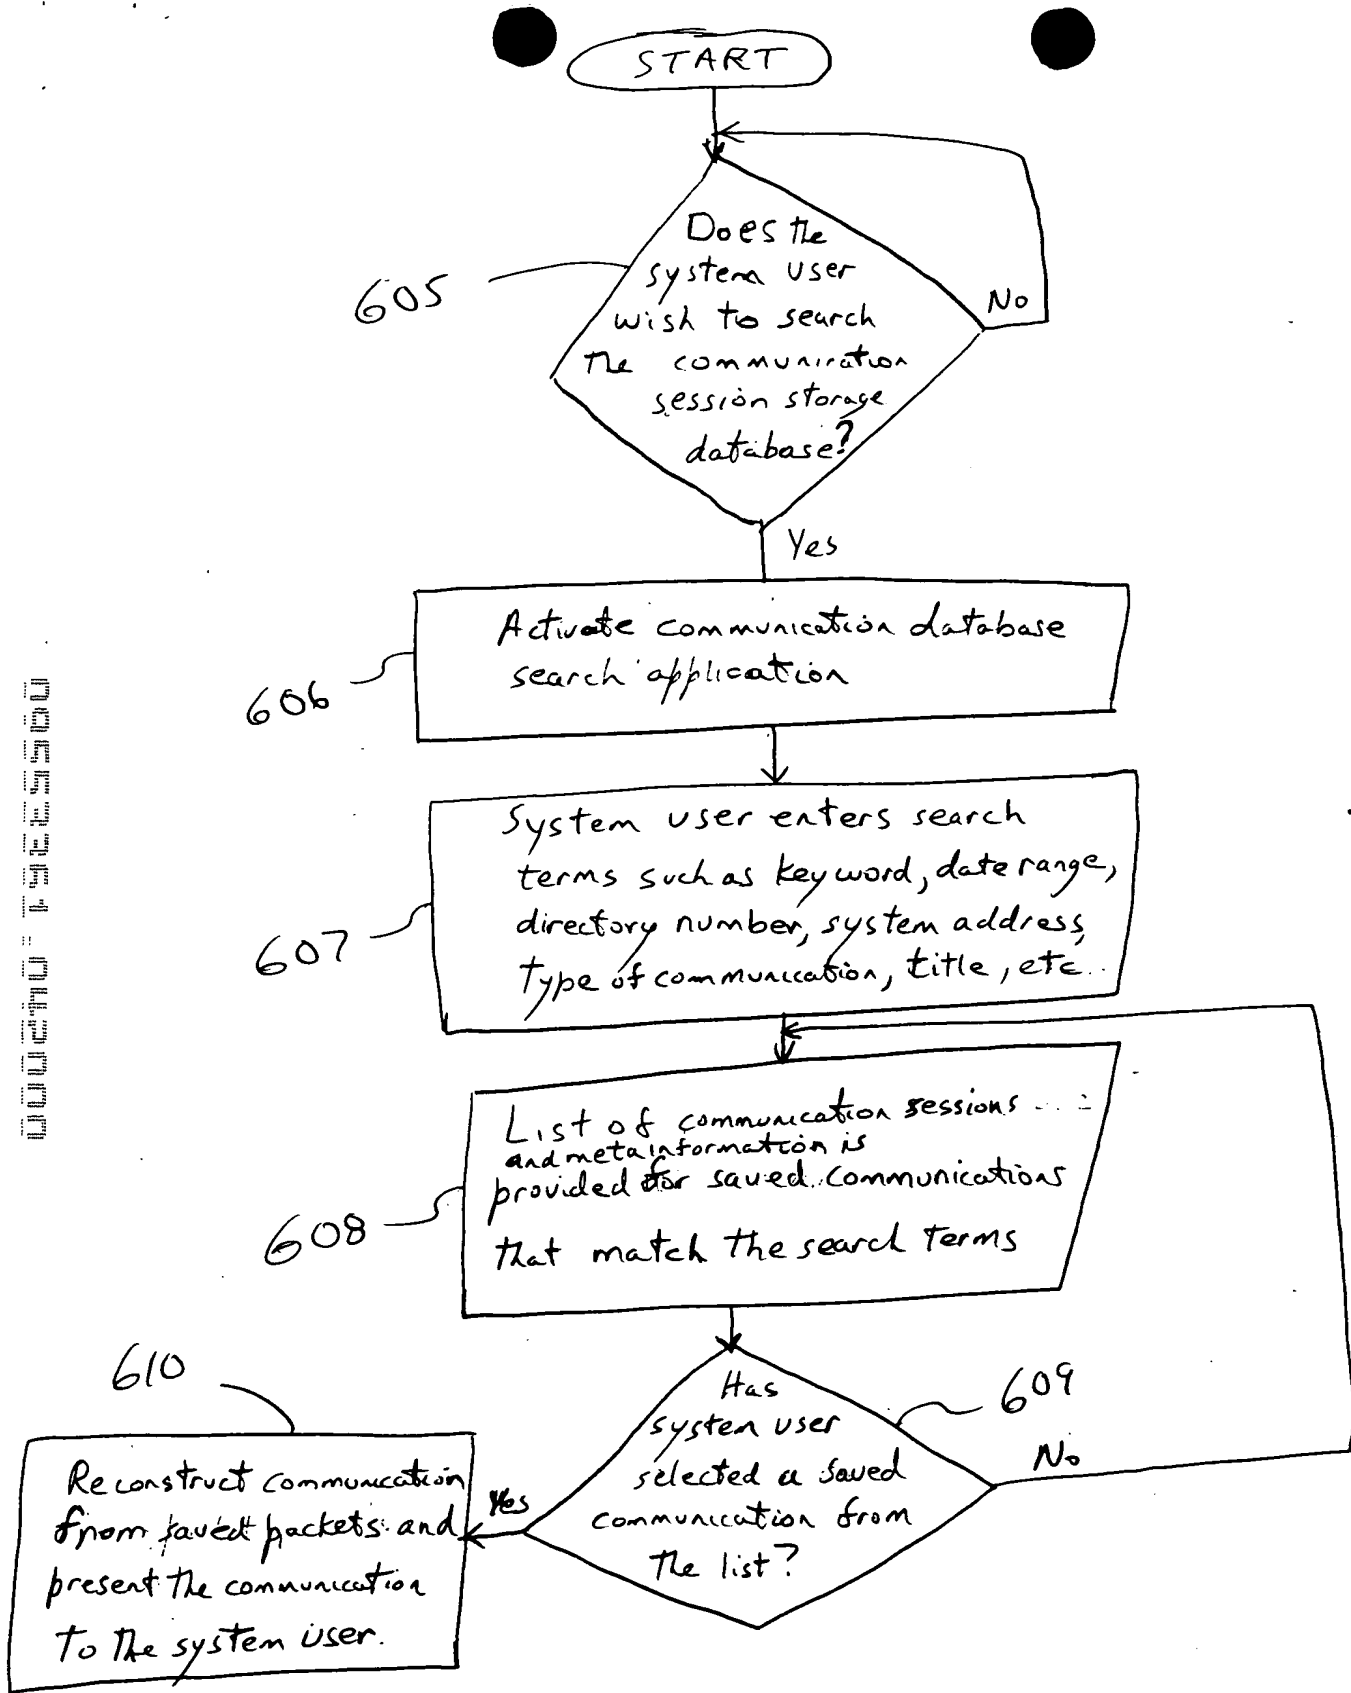 START
Does the
system user
wish to search
the communication
session storage
database?
No
605
Yes
Activate communication database
search application
606
System user enters search
terms such as keyword, date range,
directory number, system address,
type of communication, title, etc..
607
List of communication sessions
and meta information is
provided for saved communications
that match the search terms
608
Has
system user
selected a saved
communication from
the list?
609
No
Yes
610
Reconstruct communication
from saved packets and
present the communication
to the system user.